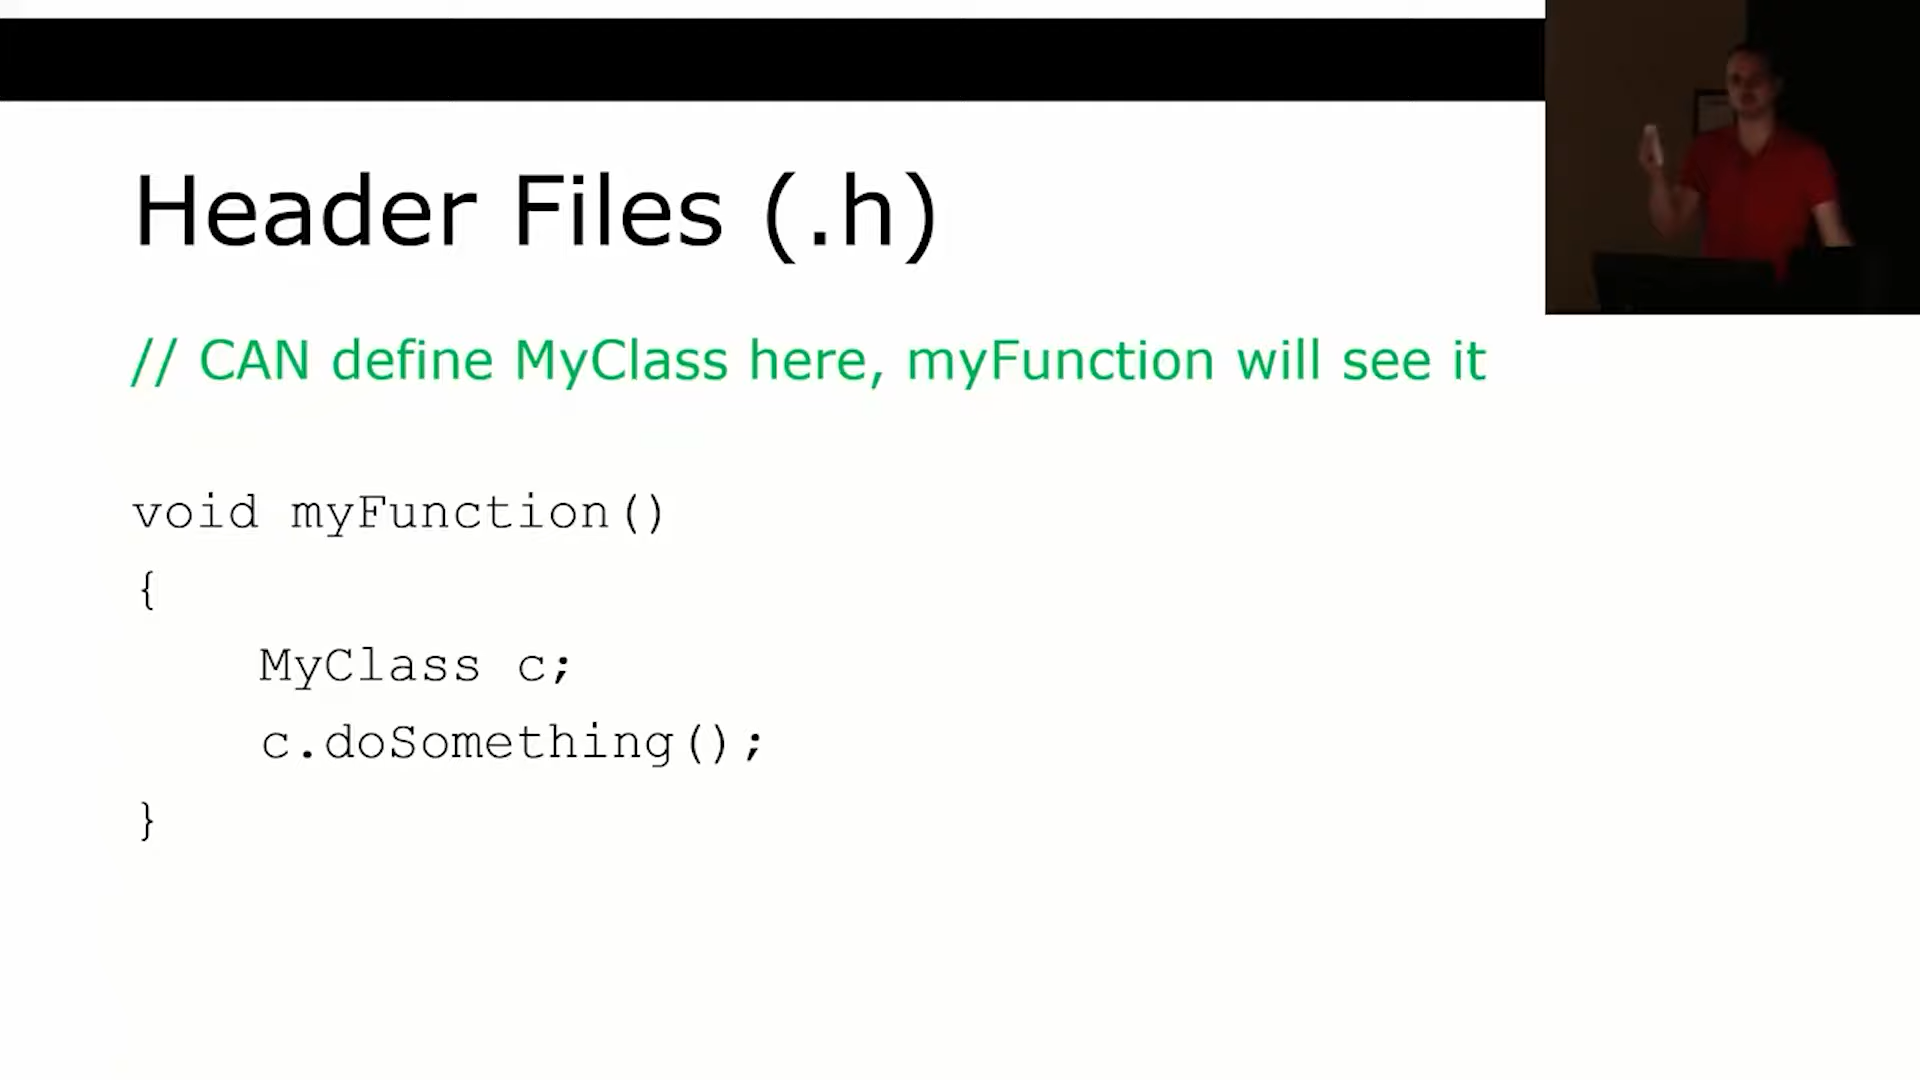 Header Files (.h)
// CAN define MyClass here, myFunction will see it
void myFunction()
{
MyClass c;
c.doSomething();
}